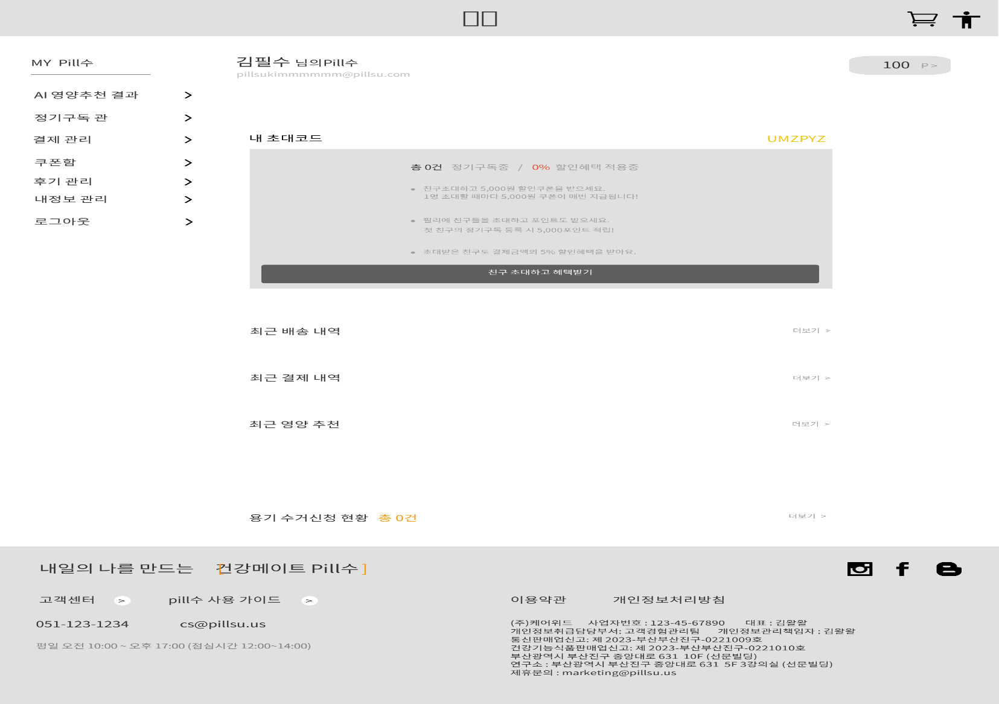 MY Pill수
AI 영양추천 결과 >
정기구독 관 >
결제 관리 >
쿠폰함 >
후기 관리 >
내정보 관리 >
로그아웃 >
김필수 님의Pill수
pillsukimmmmmm@pillsu.com
100 P >
내 초대코드 UMZPYZ
총 0건 정기구독중 / 0% 할인혜택 적용중
• 친구초대하고 5,000원 할인쿠폰을 받으세요.
1명 초대할 때마다 5,000원 쿠폰이 매번 지급됩니다!
• 필리에 친구들을 초대하고 포인트도 받으세요.
첫 친구의 정기구독 등록 시 5,000포인트 적립!
• 초대받은 친구도 결제금액의 5% 할인혜택을 받아요.
친구 초대하고 혜택받기
최근 배송 내역 더보기 >
최근 결제 내역 더보기 >
최근 영양 추천 더보기 >
용기 수거신청 현황 총 0건 더보기 >
내일의 나를 만드는 [건강메이트 Pill수]
고객센터 > pill수 사용 가이드 >
051-123-1234 cs@pillsu.us
평일 오전 10:00 ~ 오후 17:00 (점심시간 12:00~14:00)
이용약관 개인정보처리방침
(주)케어위드 사업자번호 : 123-45-67890 대표 : 김왈왈
개인정보취급담당부서: 고객경험관리팀 개인정보관리책임자 : 김왈왈
통신판매업신고: 제 2023-부산부산진구-0221009호
건강기능식품판매업신고: 제 2023-부산부산진구-0221010호
부산광역시 부산진구 중앙대로 631 10F (선문빌딩)
연구소 : 부산광역시 부산진구 중앙대로 631 5F 3강의실 (선문빌딩)
제휴문의 : marketing@pillsu.us